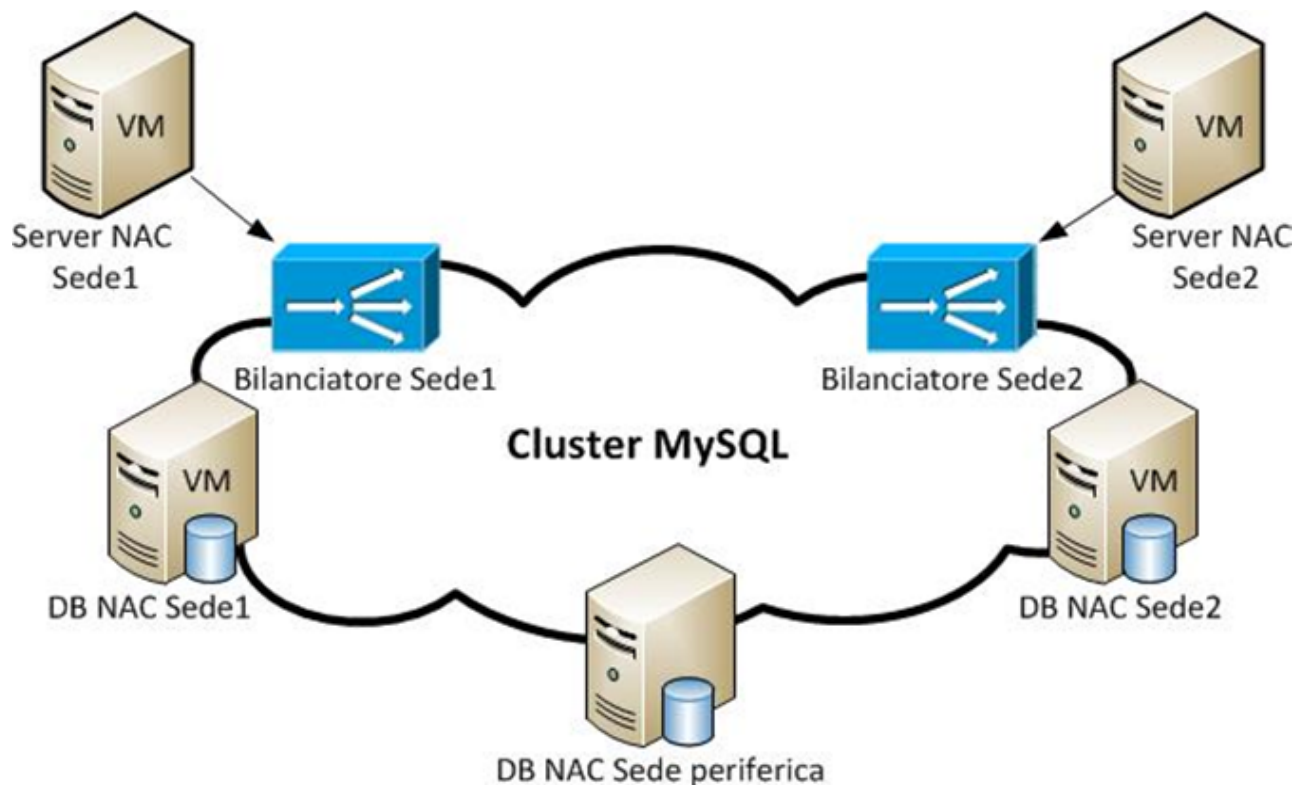 VM
Server NAC
Sede1
VM
Server NAC
Sede2
Bilanciatore Sede1
Bilanciatore Sede2
Cluster MySQL
VM
DB NAC Sede1
VM
DB NAC Sede2
DB NAC Sede periferica